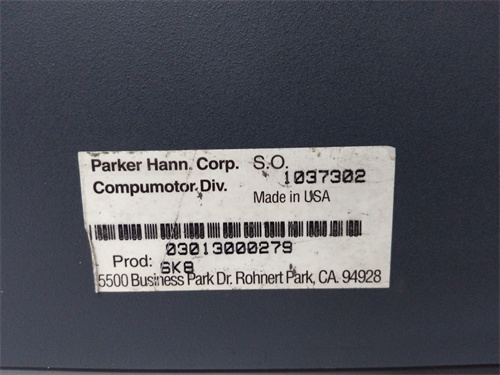 Parker Hann. Corp. S.O.
1037302
Compumotor Div.
Made in USA
03013000279
Prod: 6K8
5500 Business Park Dr. Rohnert Park, CA. 94928